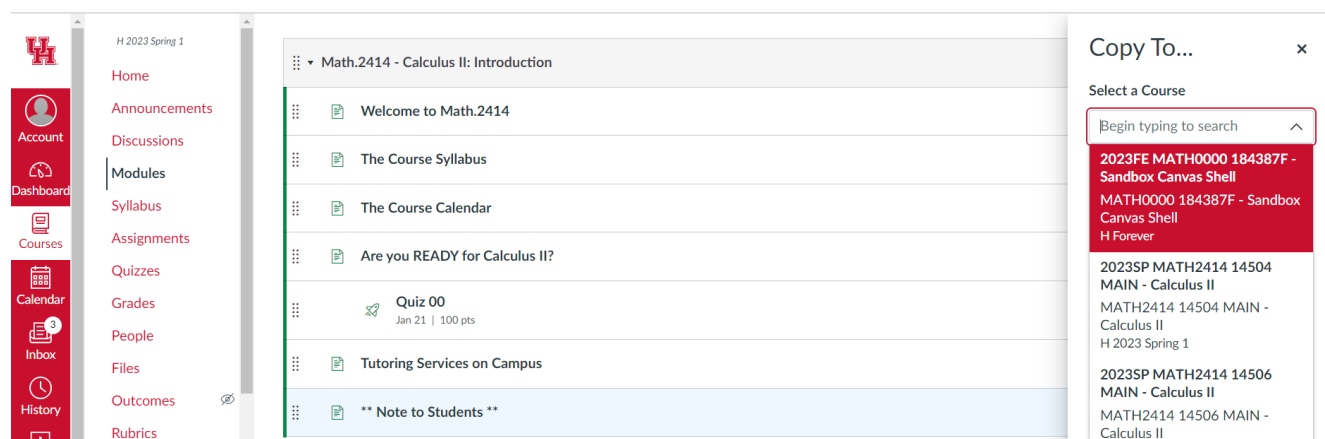 UH
Account
Dashboard
Courses
Calendar
3
Inbox
History
H 2023 Spring 1
Home
Announcements
Discussions
Modules
Syllabus
Assignments
Quizzes
Grades
People
Files
Outcomes
Rubrics
Math.2414 - Calculus II: Introduction
Welcome to Math.2414
The Course Syllabus
The Course Calendar
Are you READY for Calculus II?
Quiz 00
Jan 21 | 100 pts
Tutoring Services on Campus
** Note to Students **
Copy To...
Select a Course
Begin typing to search
2023FE MATH0000 184387F -
Sandbox Canvas Shell
MATH0000 184387F - Sandbox
Canvas Shell
H Forever
2023SP MATH2414 14504
MAIN - Calculus II
MATH2414 14504 MAIN -
Calculus II
H 2023 Spring 1
2023SP MATH2414 14506
MAIN - Calculus II
MATH2414 14506 MAIN -
Calculus II